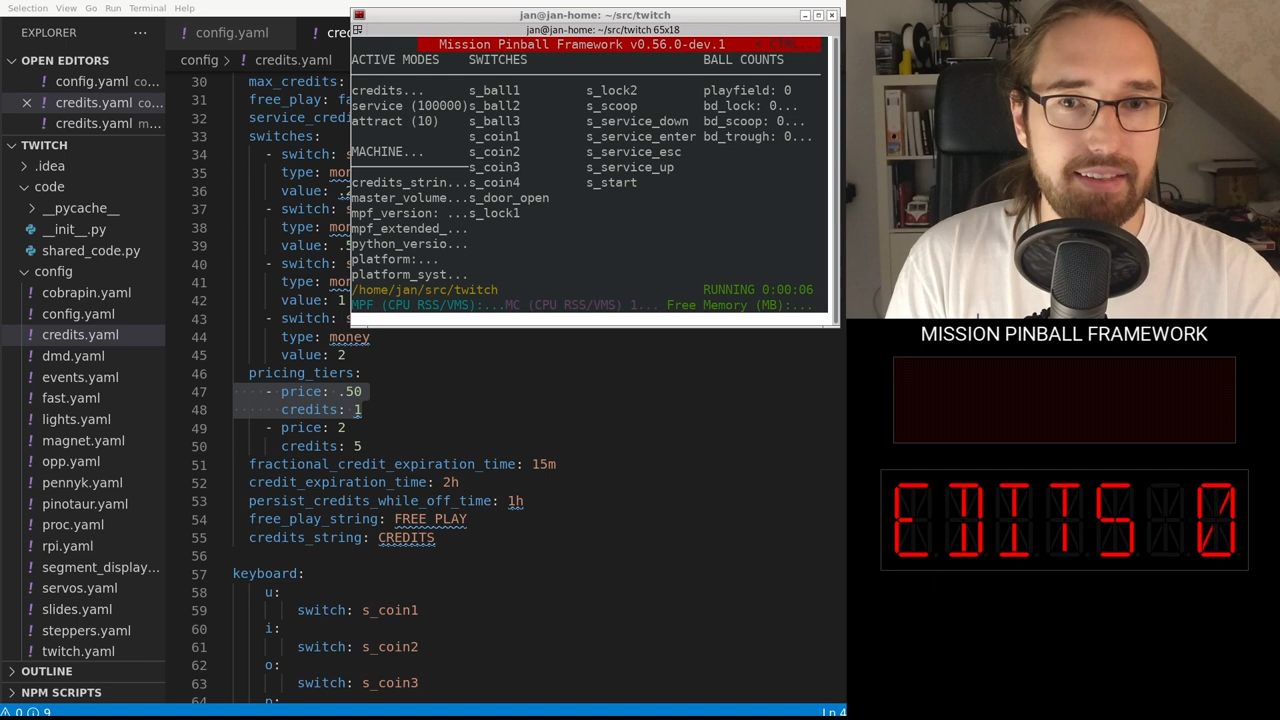 Selection View Go Run Terminal Help
EXPLORER
OPEN EDITORS
config.yaml co...
credits.yaml co...
credits.yaml m...
TWITCH
.idea
code
__pycache__
__init__.py
shared_code.py
config
cobrapin.yaml
config.yaml
credits.yaml
dmd.yaml
events.yaml
fast.yaml
lights.yaml
magnet.yaml
opp.yaml
pennyk.yaml
pinotaur.yaml
proc.yaml
rpi.yaml
segment_display...
servos.yaml
slides.yaml
steppers.yaml
twitch.yaml
OUTLINE
NPM SCRIPTS
0 9
config.yaml
config > credits.yaml
30 max_credits:
31 free_play:
32
33 switches:
34 - switch:
35 type:
36 value:
37 - switch:
38 type:
39 value:
40 - switch:
41 type:
42 value: 1
43 - switch:
44 type: money
45 value: 2
46 pricing_tiers:
47 - price: .50
48 credits: 1
49 - price: 2
50 credits: 5
51 fractional_credit_expiration_time: 15m
52 credit_expiration_time: 2h
53 persist_credits_while_off_time: 1h
54 free_play_string: FREE PLAY
55 credits_string: CREDITS
56
57 keyboard:
58 u:
59 switch: s_coin1
60 i:
61 switch: s_coin2
62 o:
63 switch: s_coin3
64
jan@jan-home: ~/src/twitch
jan@jan-home: ~/src/twitch 65x18
Mission Pinball Framework v0.56.0-dev.1
ACTIVE MODES SWITCHES BALL COUNTS
credits... s_ball1 s_lock2 playfield: 0
service (100000) s_ball2 s_scoop bd_lock: 0...
attract (10) s_ball3 s_service_down bd_scoop: 0...
s_coin1 s_service_enter bd_trough: 0...
MACHINE... s_coin2 s_service_esc
s_coin3 s_service_up
credits_strin... s_coin4 s_start
master_volume... s_door_open
mpf_version: ... s_lock1
mpf_extended_...
python_versio...
platform:...
platform_syst...
/home/jan/src/twitch RUNNING 0:00:06
MPF (CPU RSS/VMS):... MC (CPU RSS/VMS) 1... Free Memory (MB):...
MISSION PINBALL FRAMEWORK
EDITS 0